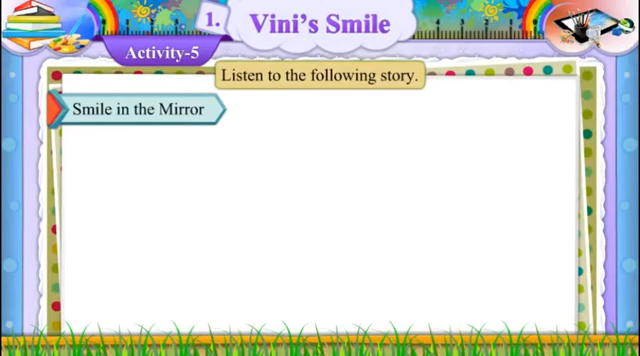 1. Vini's Smile
Activity-5
Listen to the following story.
Smile in the Mirror